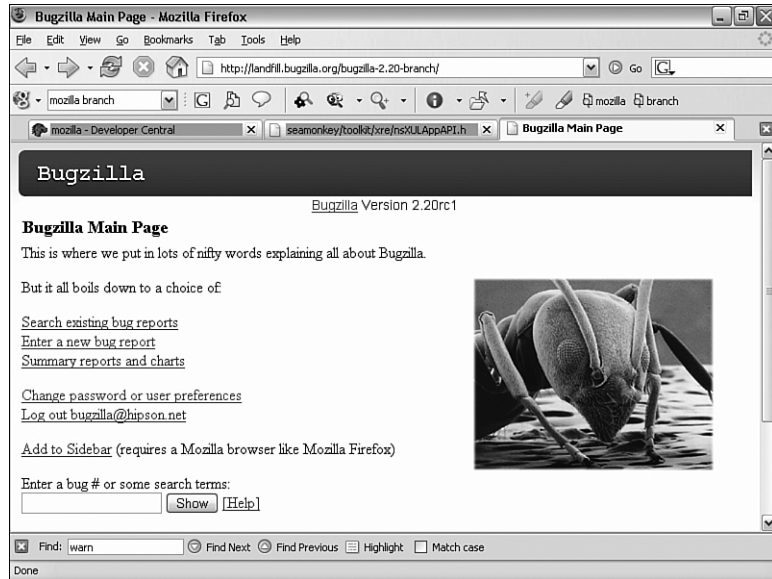 Bugzilla Main Page - Mozilla Firefox
File Edit View Go Bookmarks Tab Tools Help
http://landfill.bugzilla.org/bugzilla-2.20-branch/ Go G
mozilla branch G mozilla branch
mozilla - Developer Central seamonkey/toolkit/xre/nsXULAppAPI.h Bugzilla Main Page
Bugzilla
Bugzilla Version 2.20rc1
Bugzilla Main Page
This is where we put in lots of nifty words explaining all about Bugzilla.
But it all boils down to a choice of:
Search existing bug reports
Enter a new bug report
Summary reports and charts
Change password or user preferences
Log out bugzilla@hipson.net
Add to Sidebar (requires a Mozilla browser like Mozilla Firefox)
Enter a bug # or some search terms:
Show [Help]
Find: warn Find Next Find Previous Highlight Match case
Done